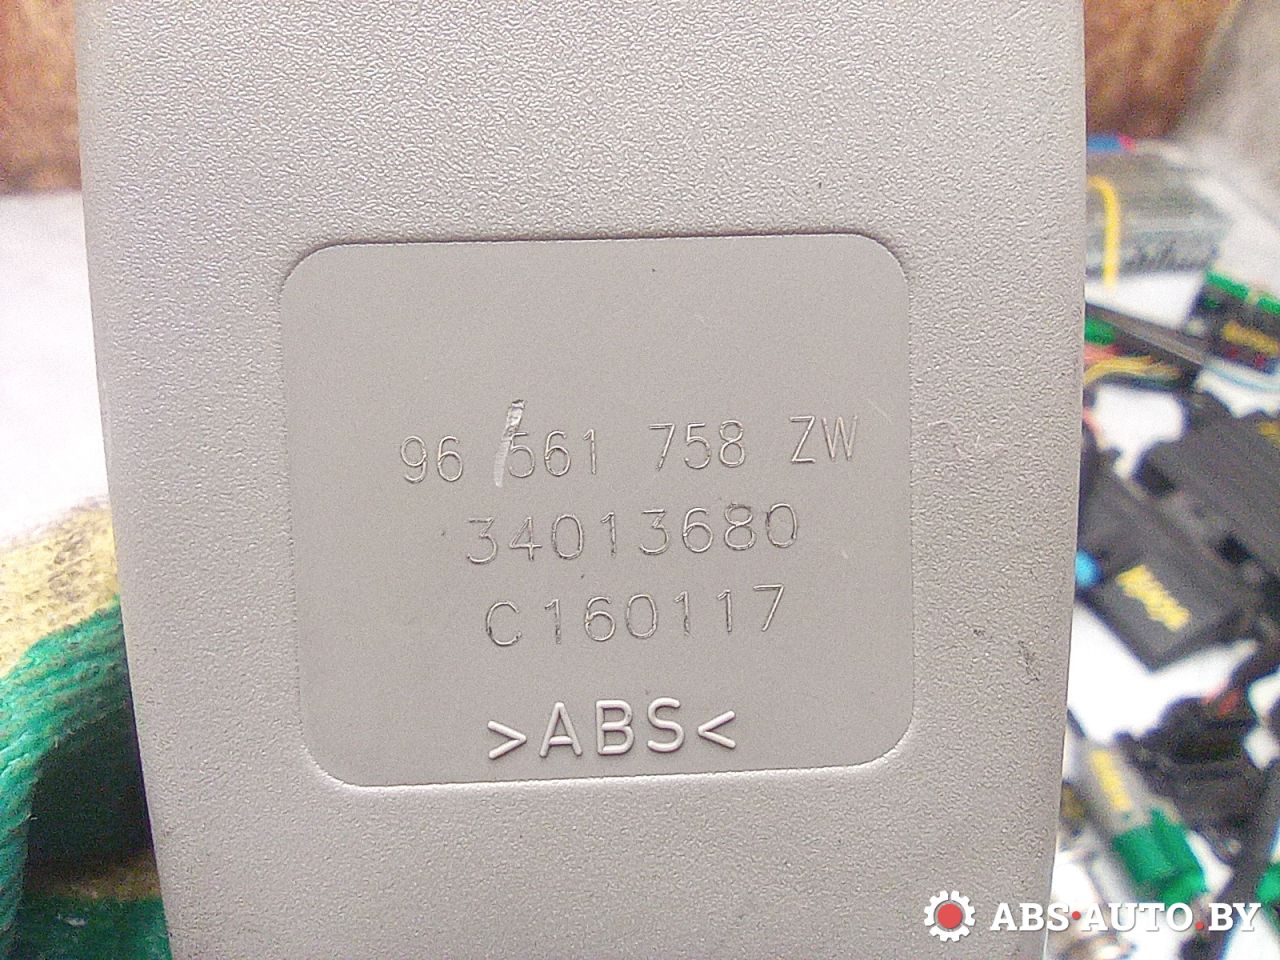 96 561 758 ZW
34013680
C160117
>ABS<
ABS·AUTO.BY